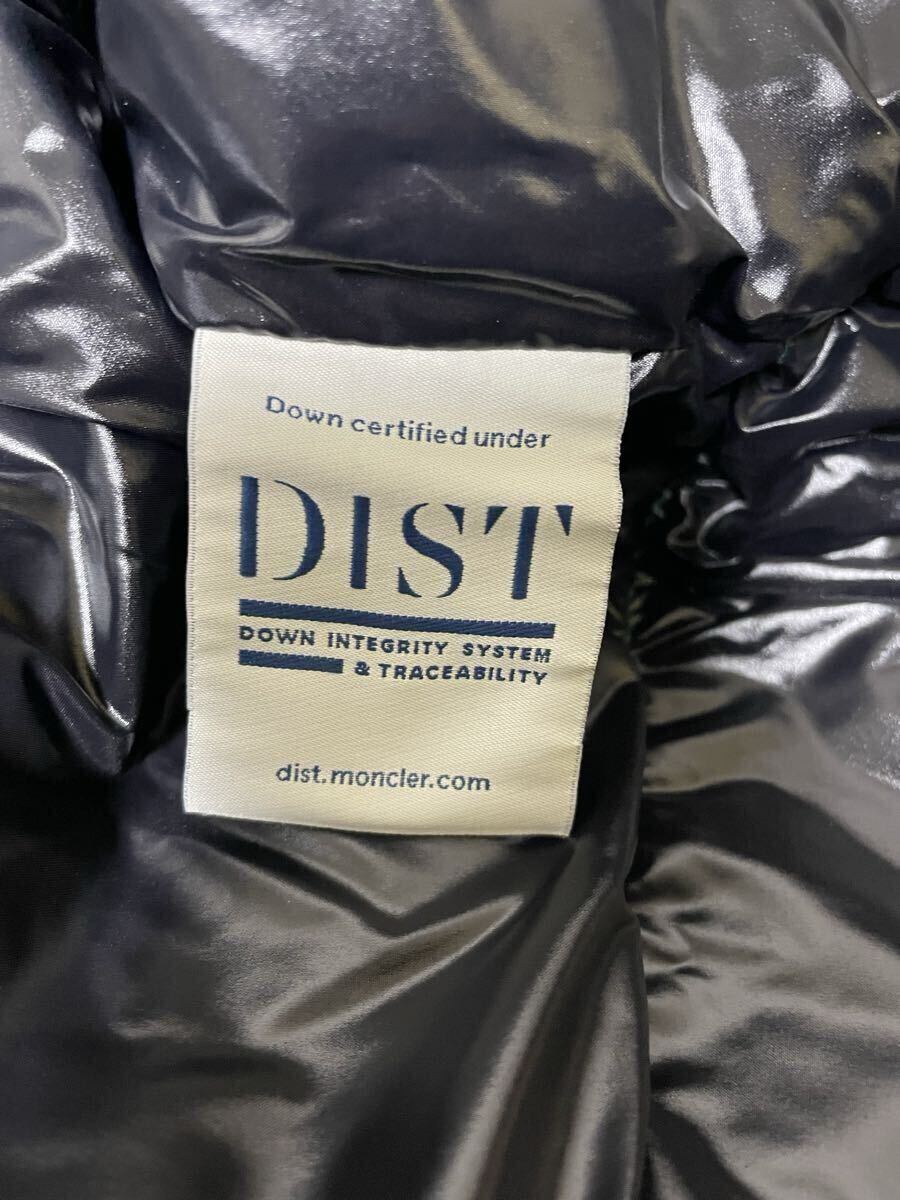 Down certified under
DIST
DOWN INTEGRITY SYSTEM
& TRACEABILITY
dist.moncler.com